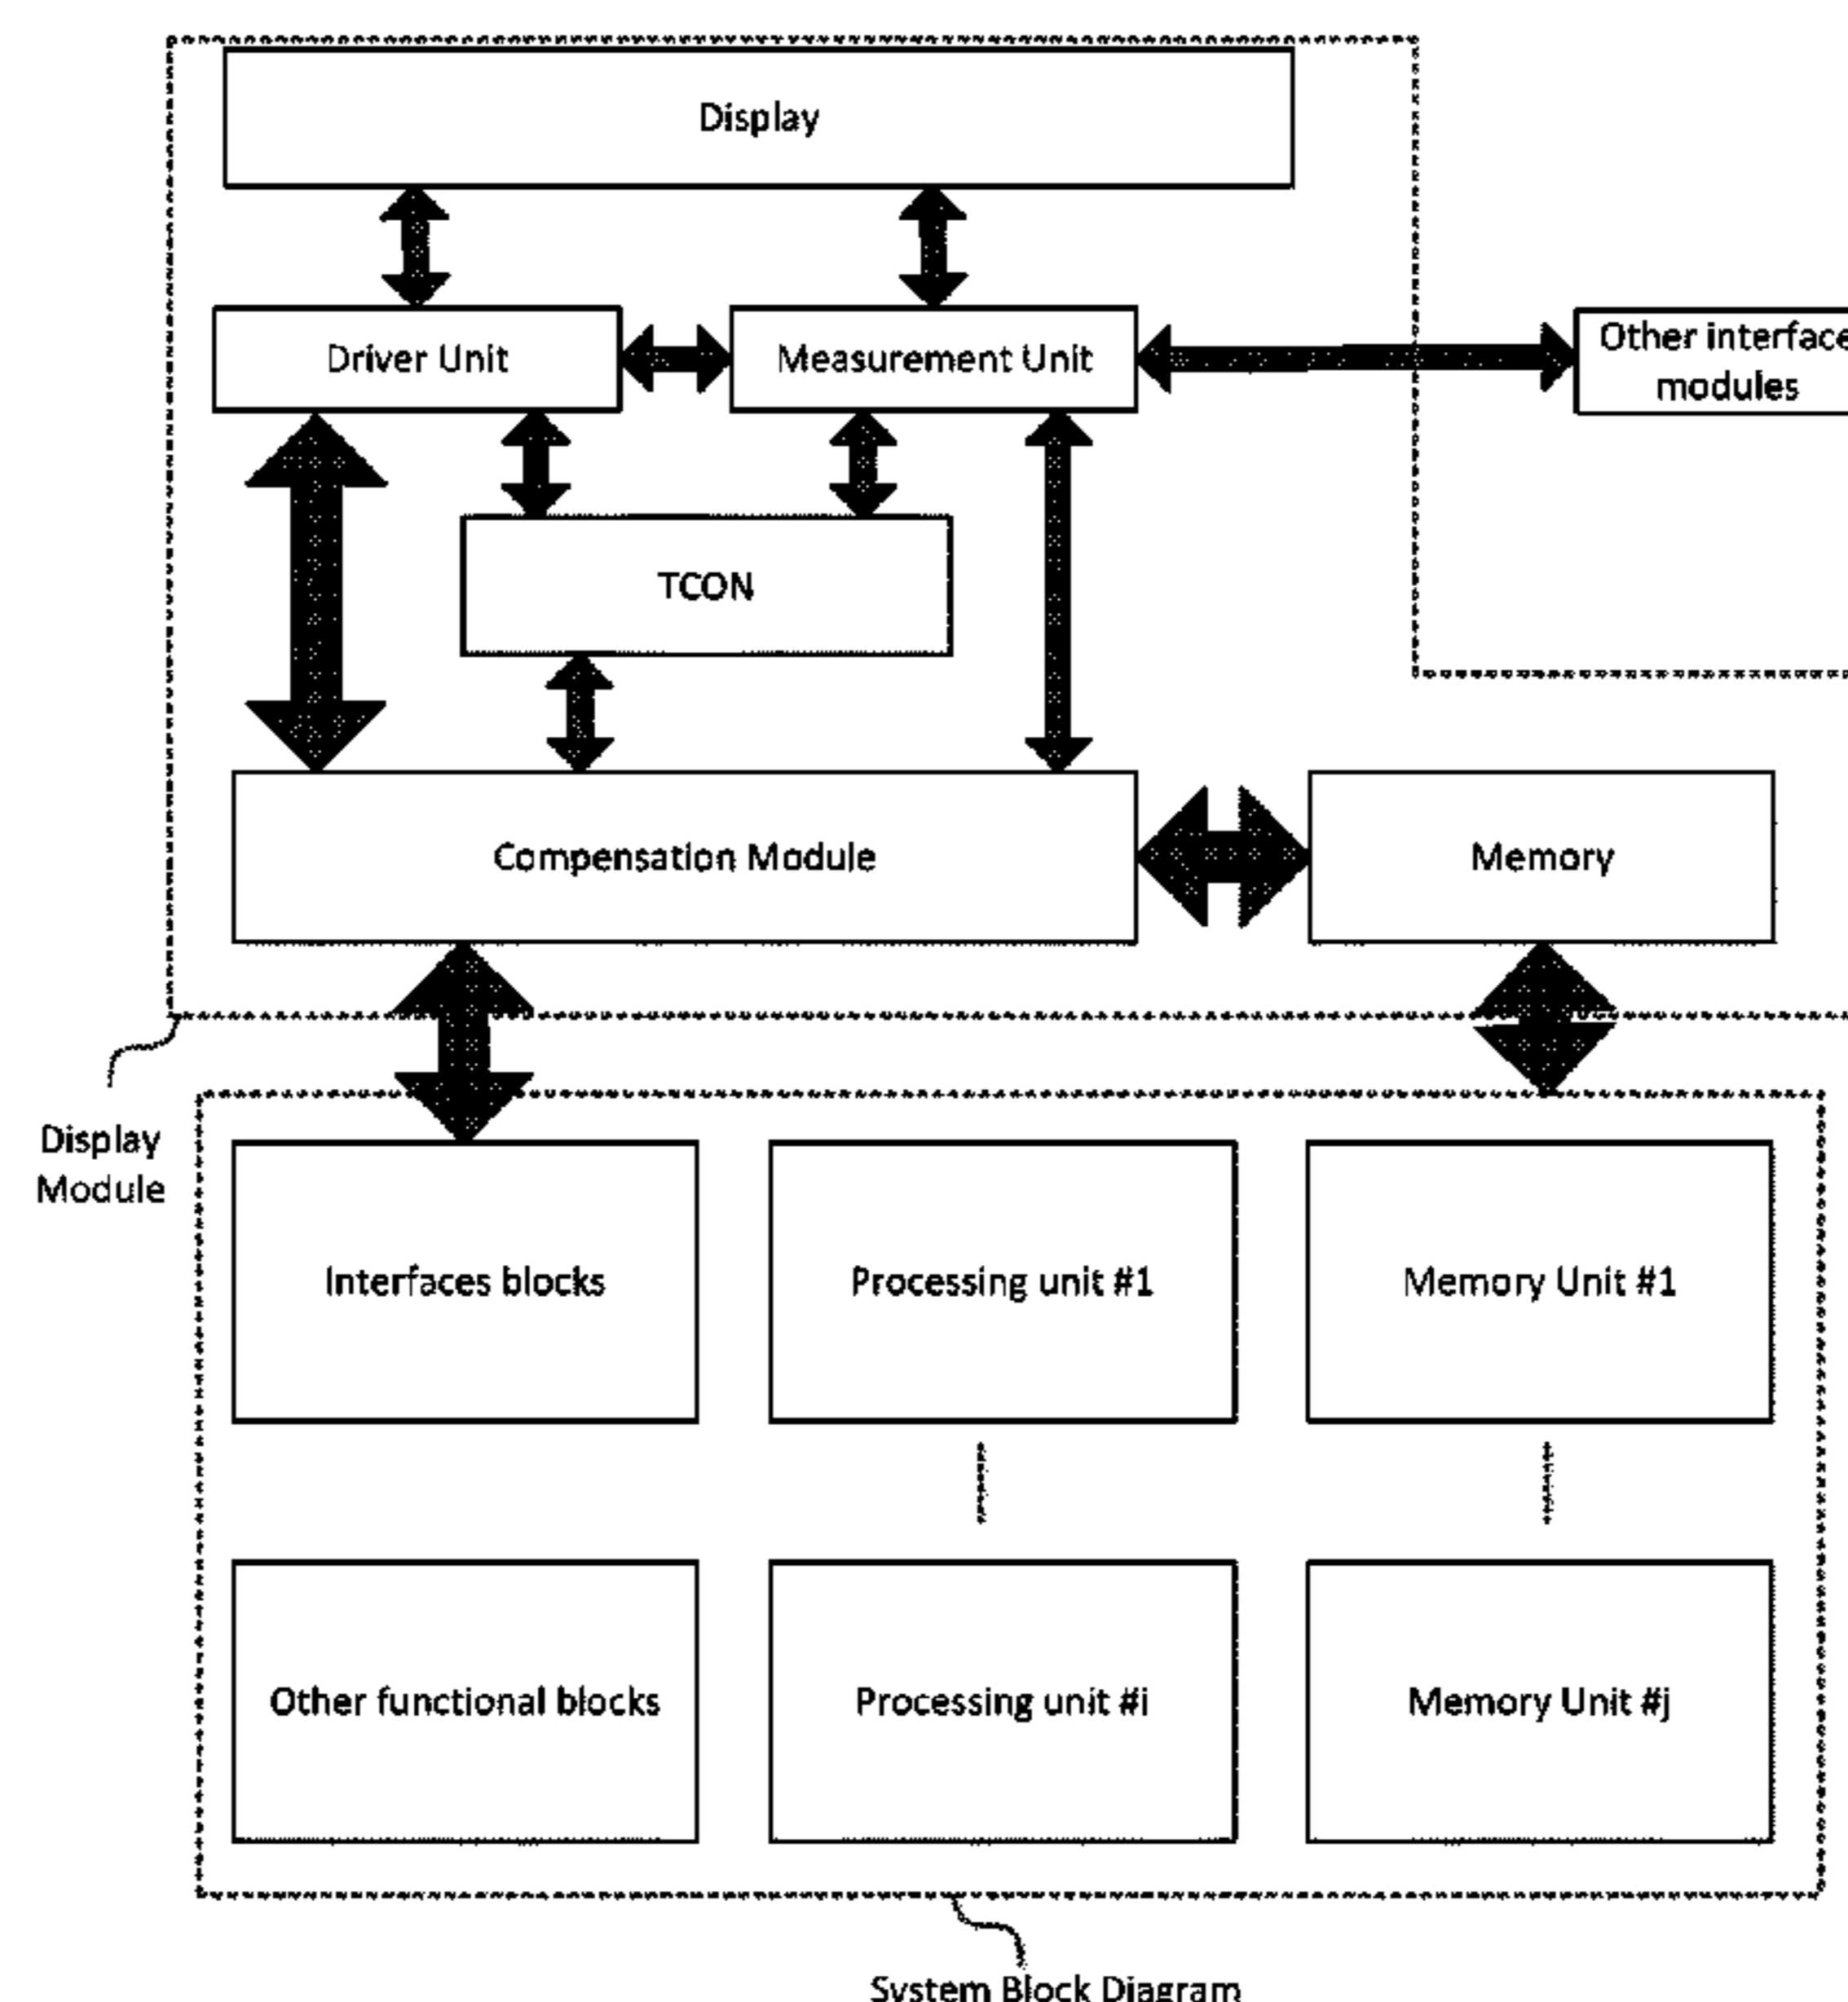 Display
Driver Unit
Measurement Unit
Other interface
modules
TCON
Compensation Module
Memory
Display
Module
Interfaces blocks
Processing unit #1
Memory Unit #1
Other functional blocks
Processing unit #i
Memory Unit #j
System Block Diagram